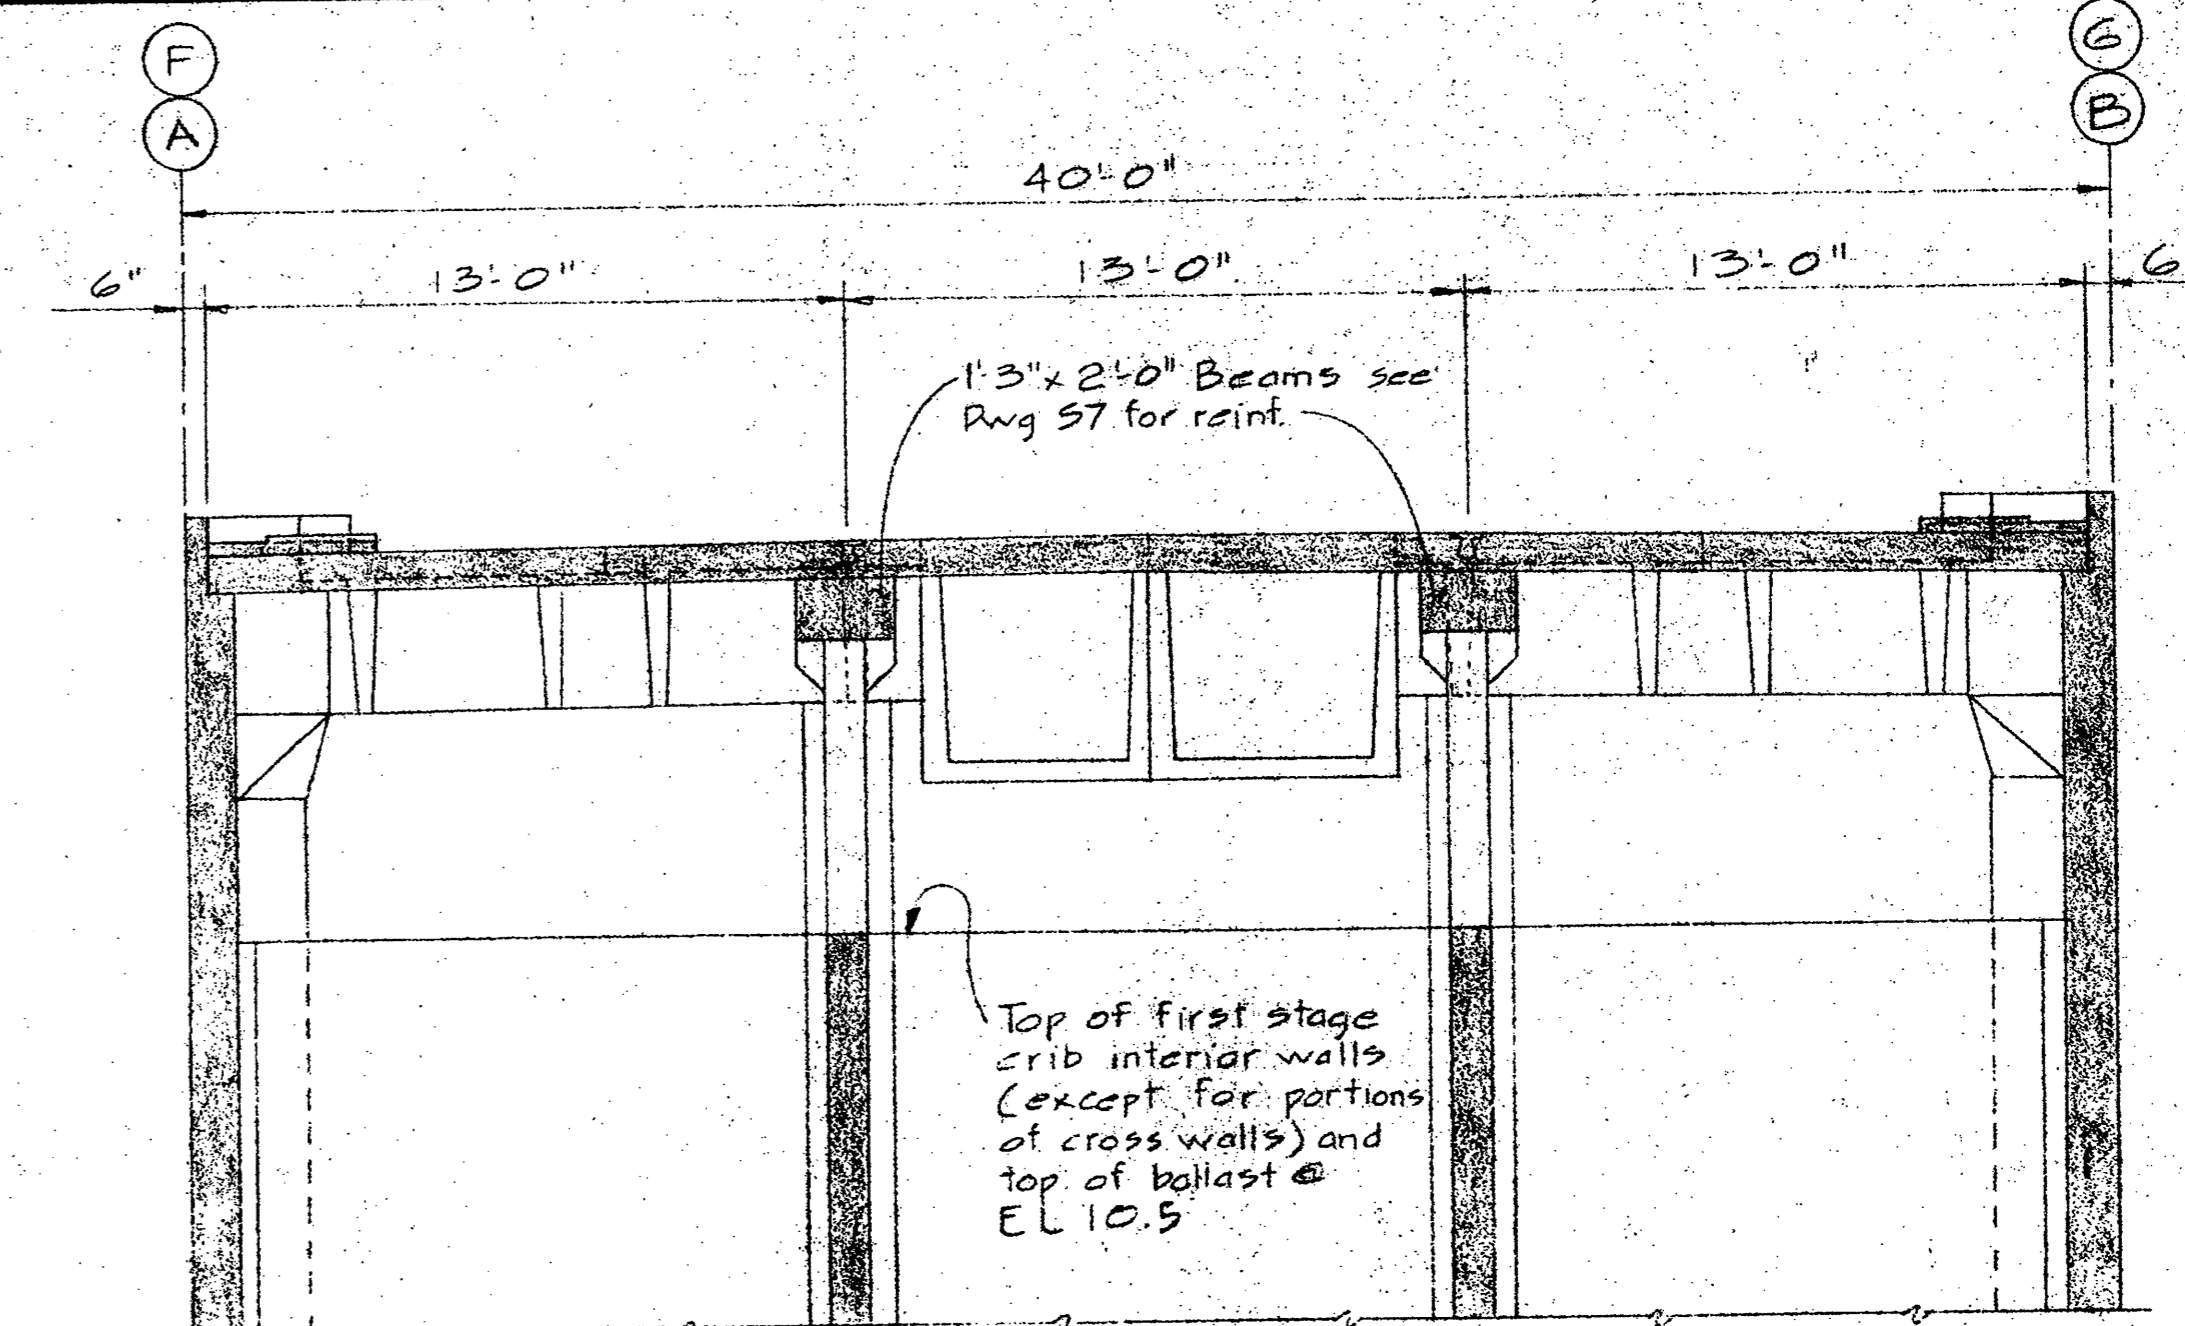 F
G
A
B
40'-0"
6"
13'-0"
13'-0"
13'-0"
6
1'-3" x 2'-0" Beams see
Dwg S7 for reinf.
Top of first stage
crib interior walls
(except for portions
of cross walls) and
top of ballast @
EL 10.5